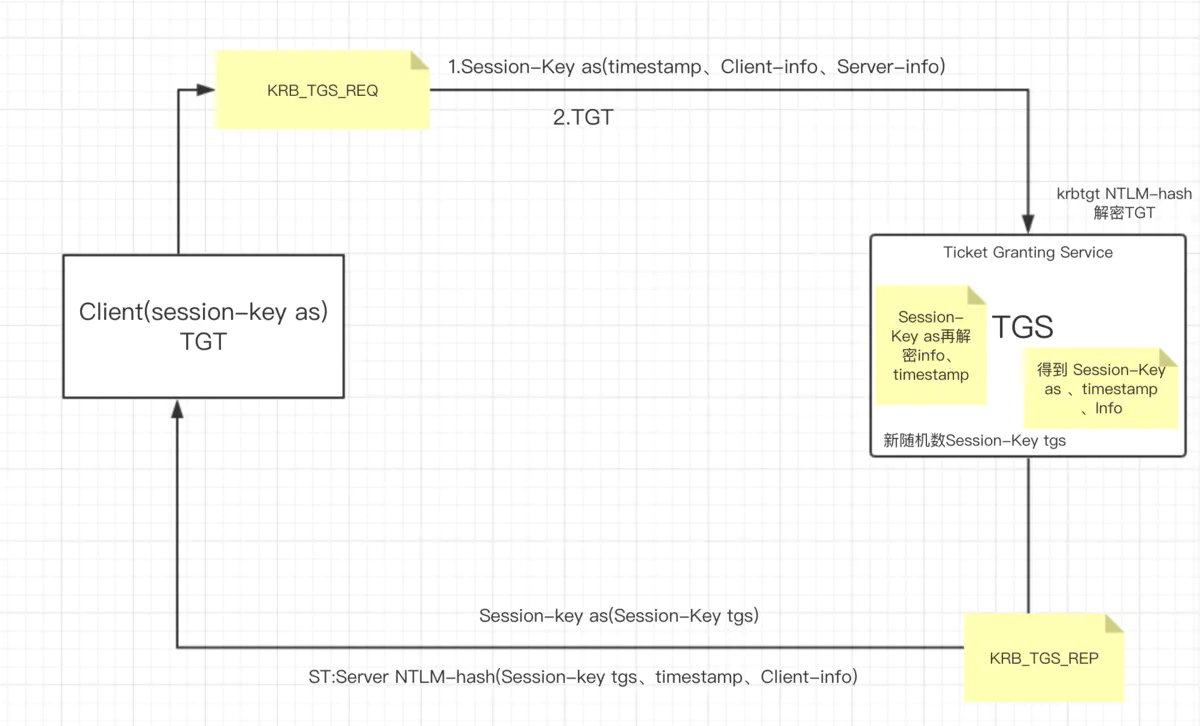 1.Session-Key as(timestamp、Client-info、Server-info)
KRB_TGS_REQ
2.TGT
krbtgt NTLM-hash
解密TGT
Ticket Granting Service
Client(session-key as)
TGT
Session-
Key as再解
密info、
timestamp
TGS
得到 Session-Key
as 、timestamp
、Info
新随机数Session-Key tgs
Session-key as(Session-Key tgs)
KRB_TGS_REP
ST:Server NTLM-hash(Session-key tgs、timestamp、Client-info)